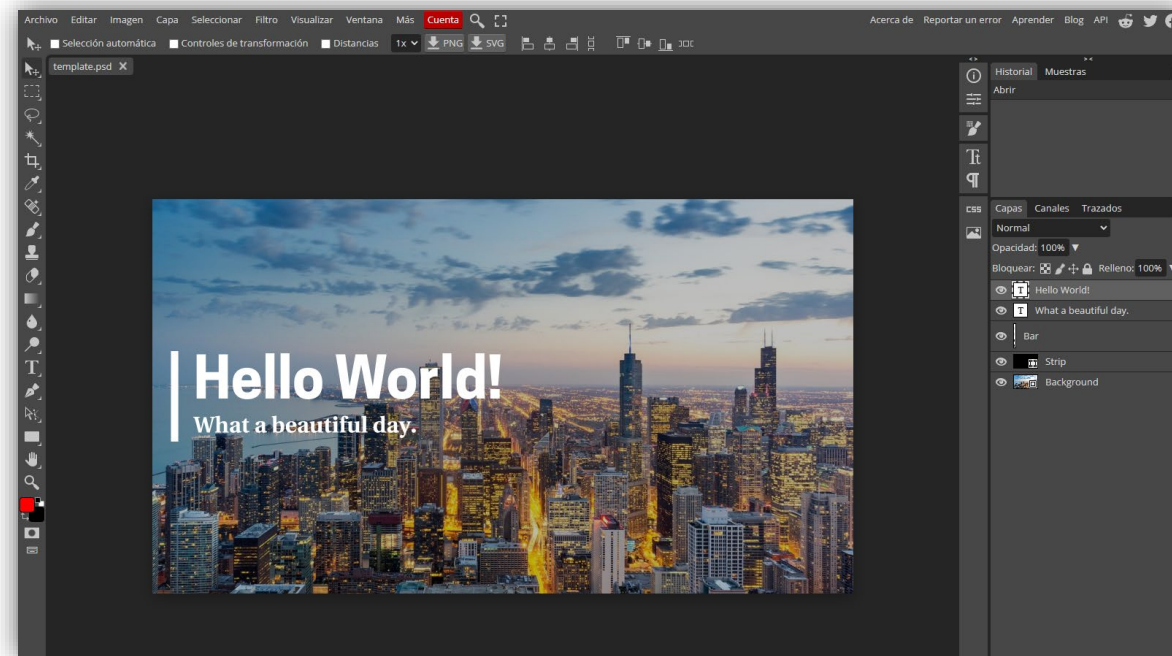 Archivo Editar Imagen Capa Seleccionar Filtro Visualizar Ventana Más Cuenta Acerca de Reportar un error Aprender Blog API
Selección automática Controles de transformación Distancias 1x PNG SVG
template.psd X
Historial Muestras
Abrir
Tt
CSS
Capas Canales Trazados
Normal
Opacidad: 100%
Bloquear: Relleno: 100%
T Hello World!
T What a beautiful day.
Bar
Strip
Background
T
Hello World!
What a beautiful day.